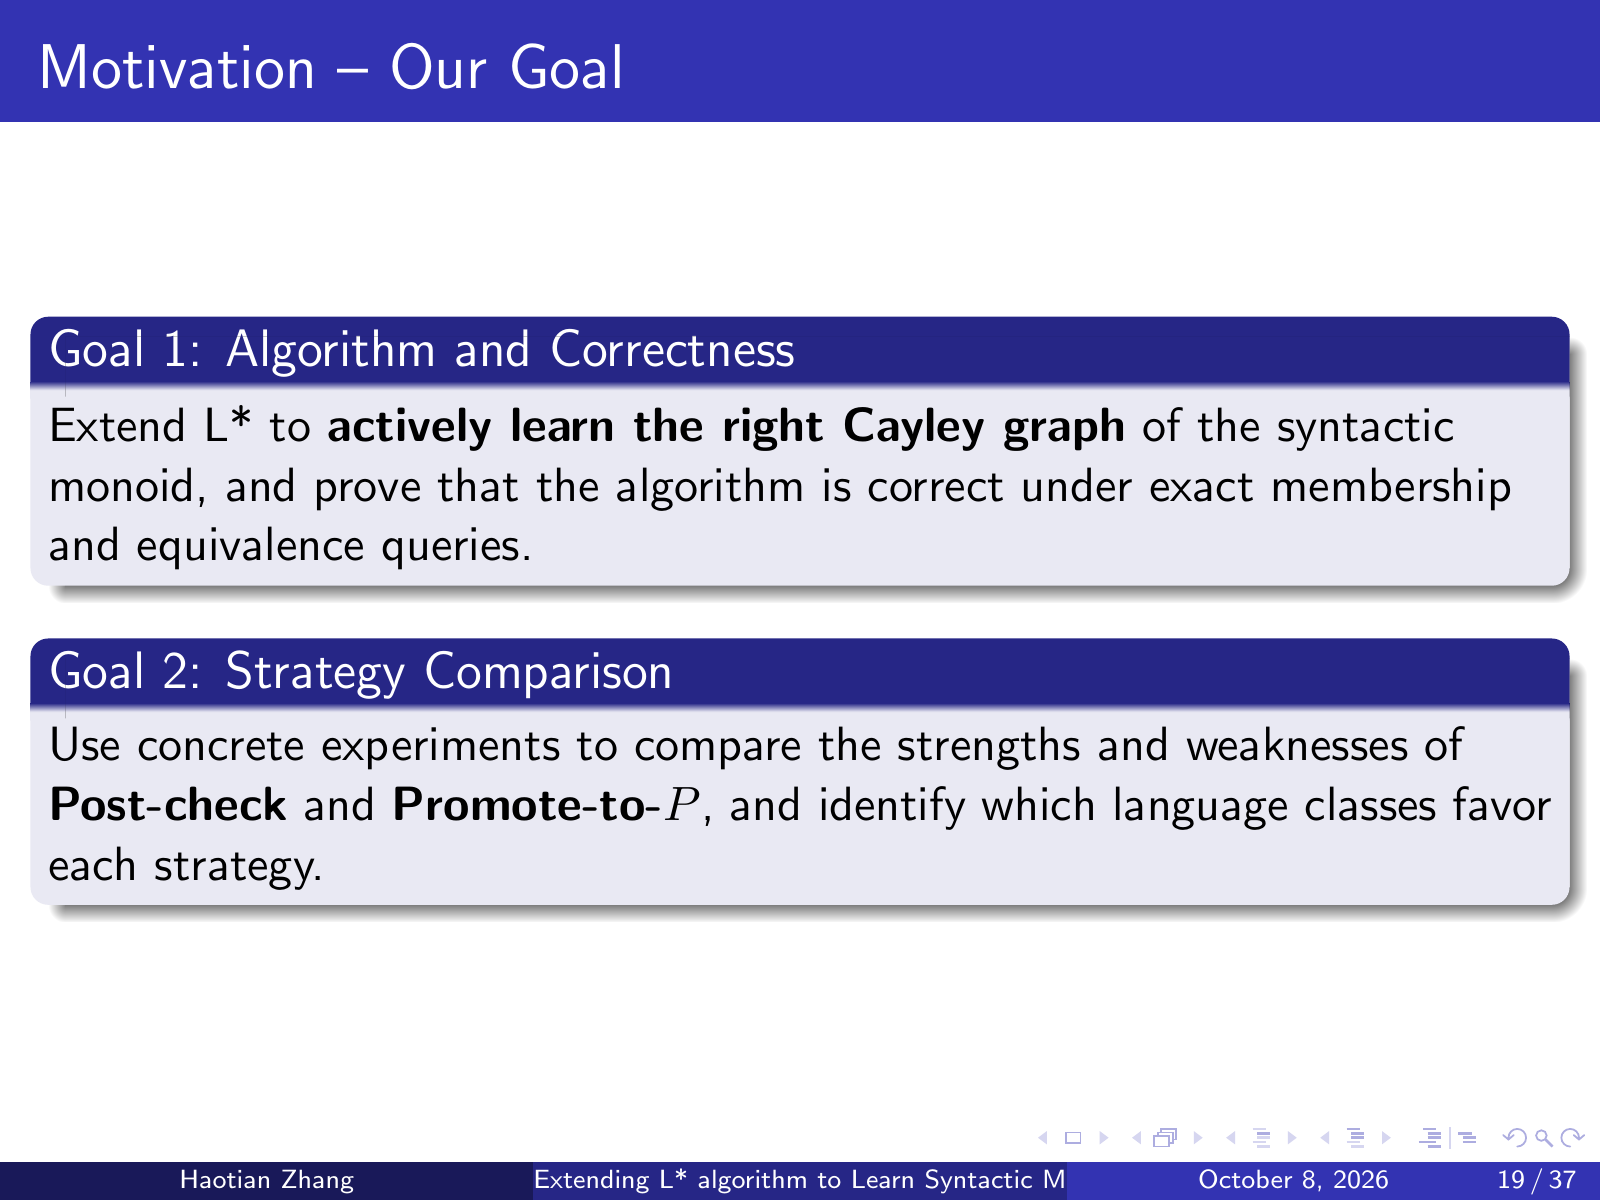 Motivation – Our Goal
Goal 1: Algorithm and Correctness
Extend L* to actively learn the right Cayley graph of the syntactic
monoid, and prove that the algorithm is correct under exact membership
and equivalence queries.
Goal 2: Strategy Comparison
Use concrete experiments to compare the strengths and weaknesses of
Post-check and Promote-to-P, and identify which language classes favor
each strategy.
Haotian Zhang
Extending L* algorithm to Learn Syntactic M
October 8, 2026
19 / 37